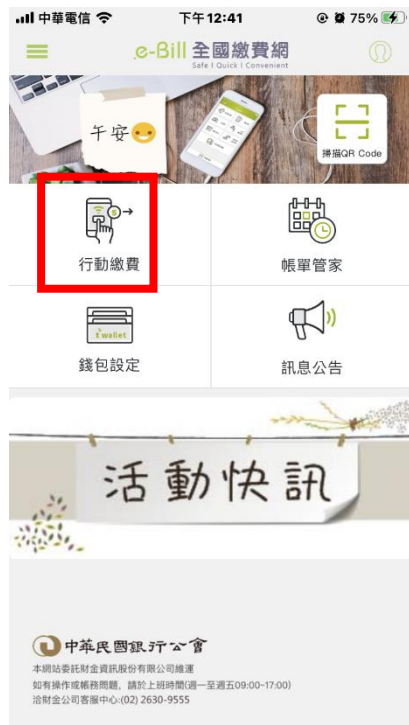 中華電信 下午12:41 75%
e-Bill 全國繳費網
Safe I Quick I Convenient
午安
掃描QR Code
行動繳費
帳單管家
t wallet
錢包設定
訊息公告
活動快訊
中華民國銀行公會
本網站委託財金資訊股份有限公司維運
如有操作或帳務問題，請於上班時間(週一至週五09:00~17:00)
洽財金公司客服中心:(02) 2630-9555